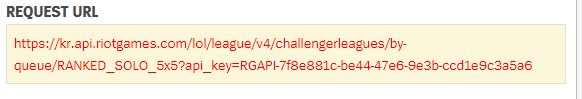 REQUEST URL
https://kr.api.riotgames.com/lol/league/v4/challengerleagues/by-
queue/RANKED_SOLO_5x5?api_key=RGAPI-7f8e881c-be44-47e6-9e3b-ccd1e9c3a5a6